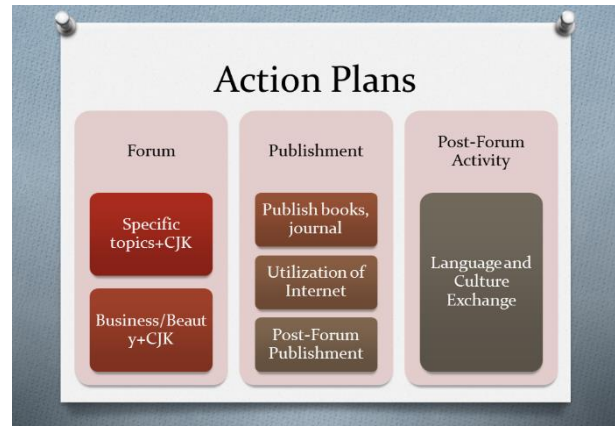 Action Plans
Forum
Specific
topics+CJK
Business/Beaut
y+CJK
Publishment
Publish books,
journal
Utilization of
Internet
Post-Forum
Publishment
Post-Forum
Activity
Language and
Culture
Exchange